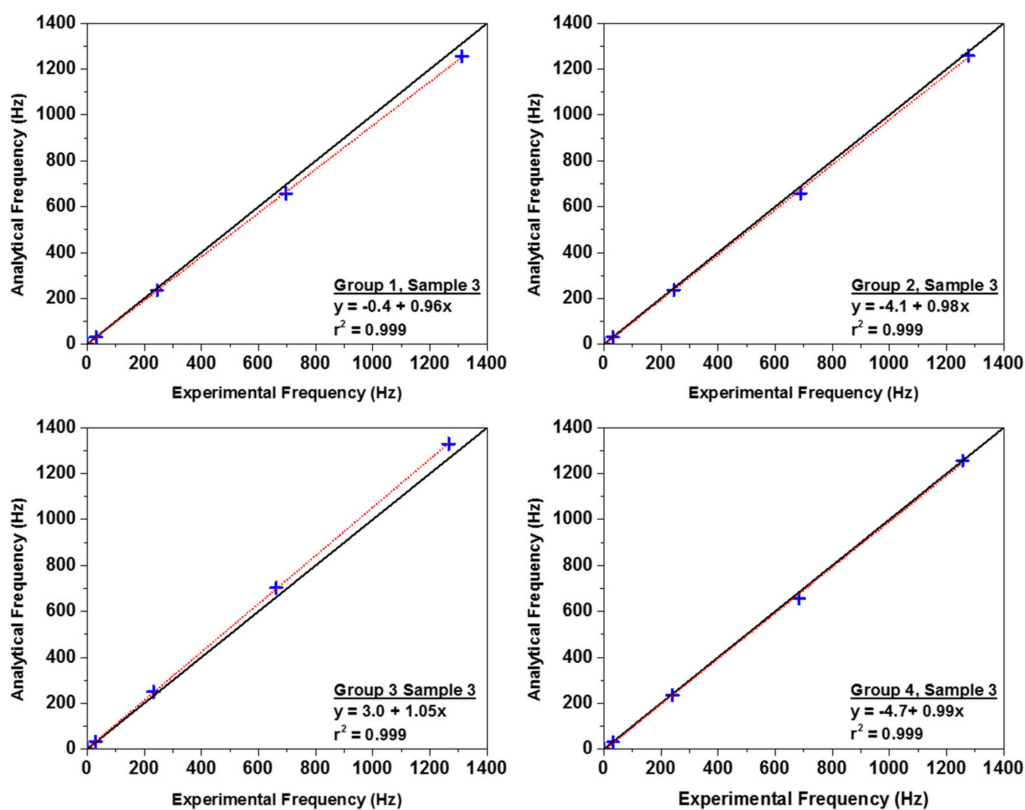 1400
1200
1000
800
600
400
200
0
Analytical Frequency (Hz)
Group 1, Sample 3
y = -0.4 + 0.96x
r² = 0.999
0 200 400 600 800 1000 1200 1400
Experimental Frequency (Hz)
1400
1200
1000
800
600
400
200
0
Analytical Frequency (Hz)
Group 2, Sample 3
y = -4.1 + 0.98x
r² = 0.999
0 200 400 600 800 1000 1200 1400
Experimental Frequency (Hz)
1400
1200
1000
800
600
400
200
0
Analytical Frequency (Hz)
Group 3 Sample 3
y = 3.0 + 1.05x
r² = 0.999
0 200 400 600 800 1000 1200 1400
Experimental Frequency (Hz)
1400
1200
1000
800
600
400
200
0
Analytical Frequency (Hz)
Group 4, Sample 3
y = -4.7+ 0.99x
r² = 0.999
0 200 400 600 800 1000 1200 1400
Experimental Frequency (Hz)